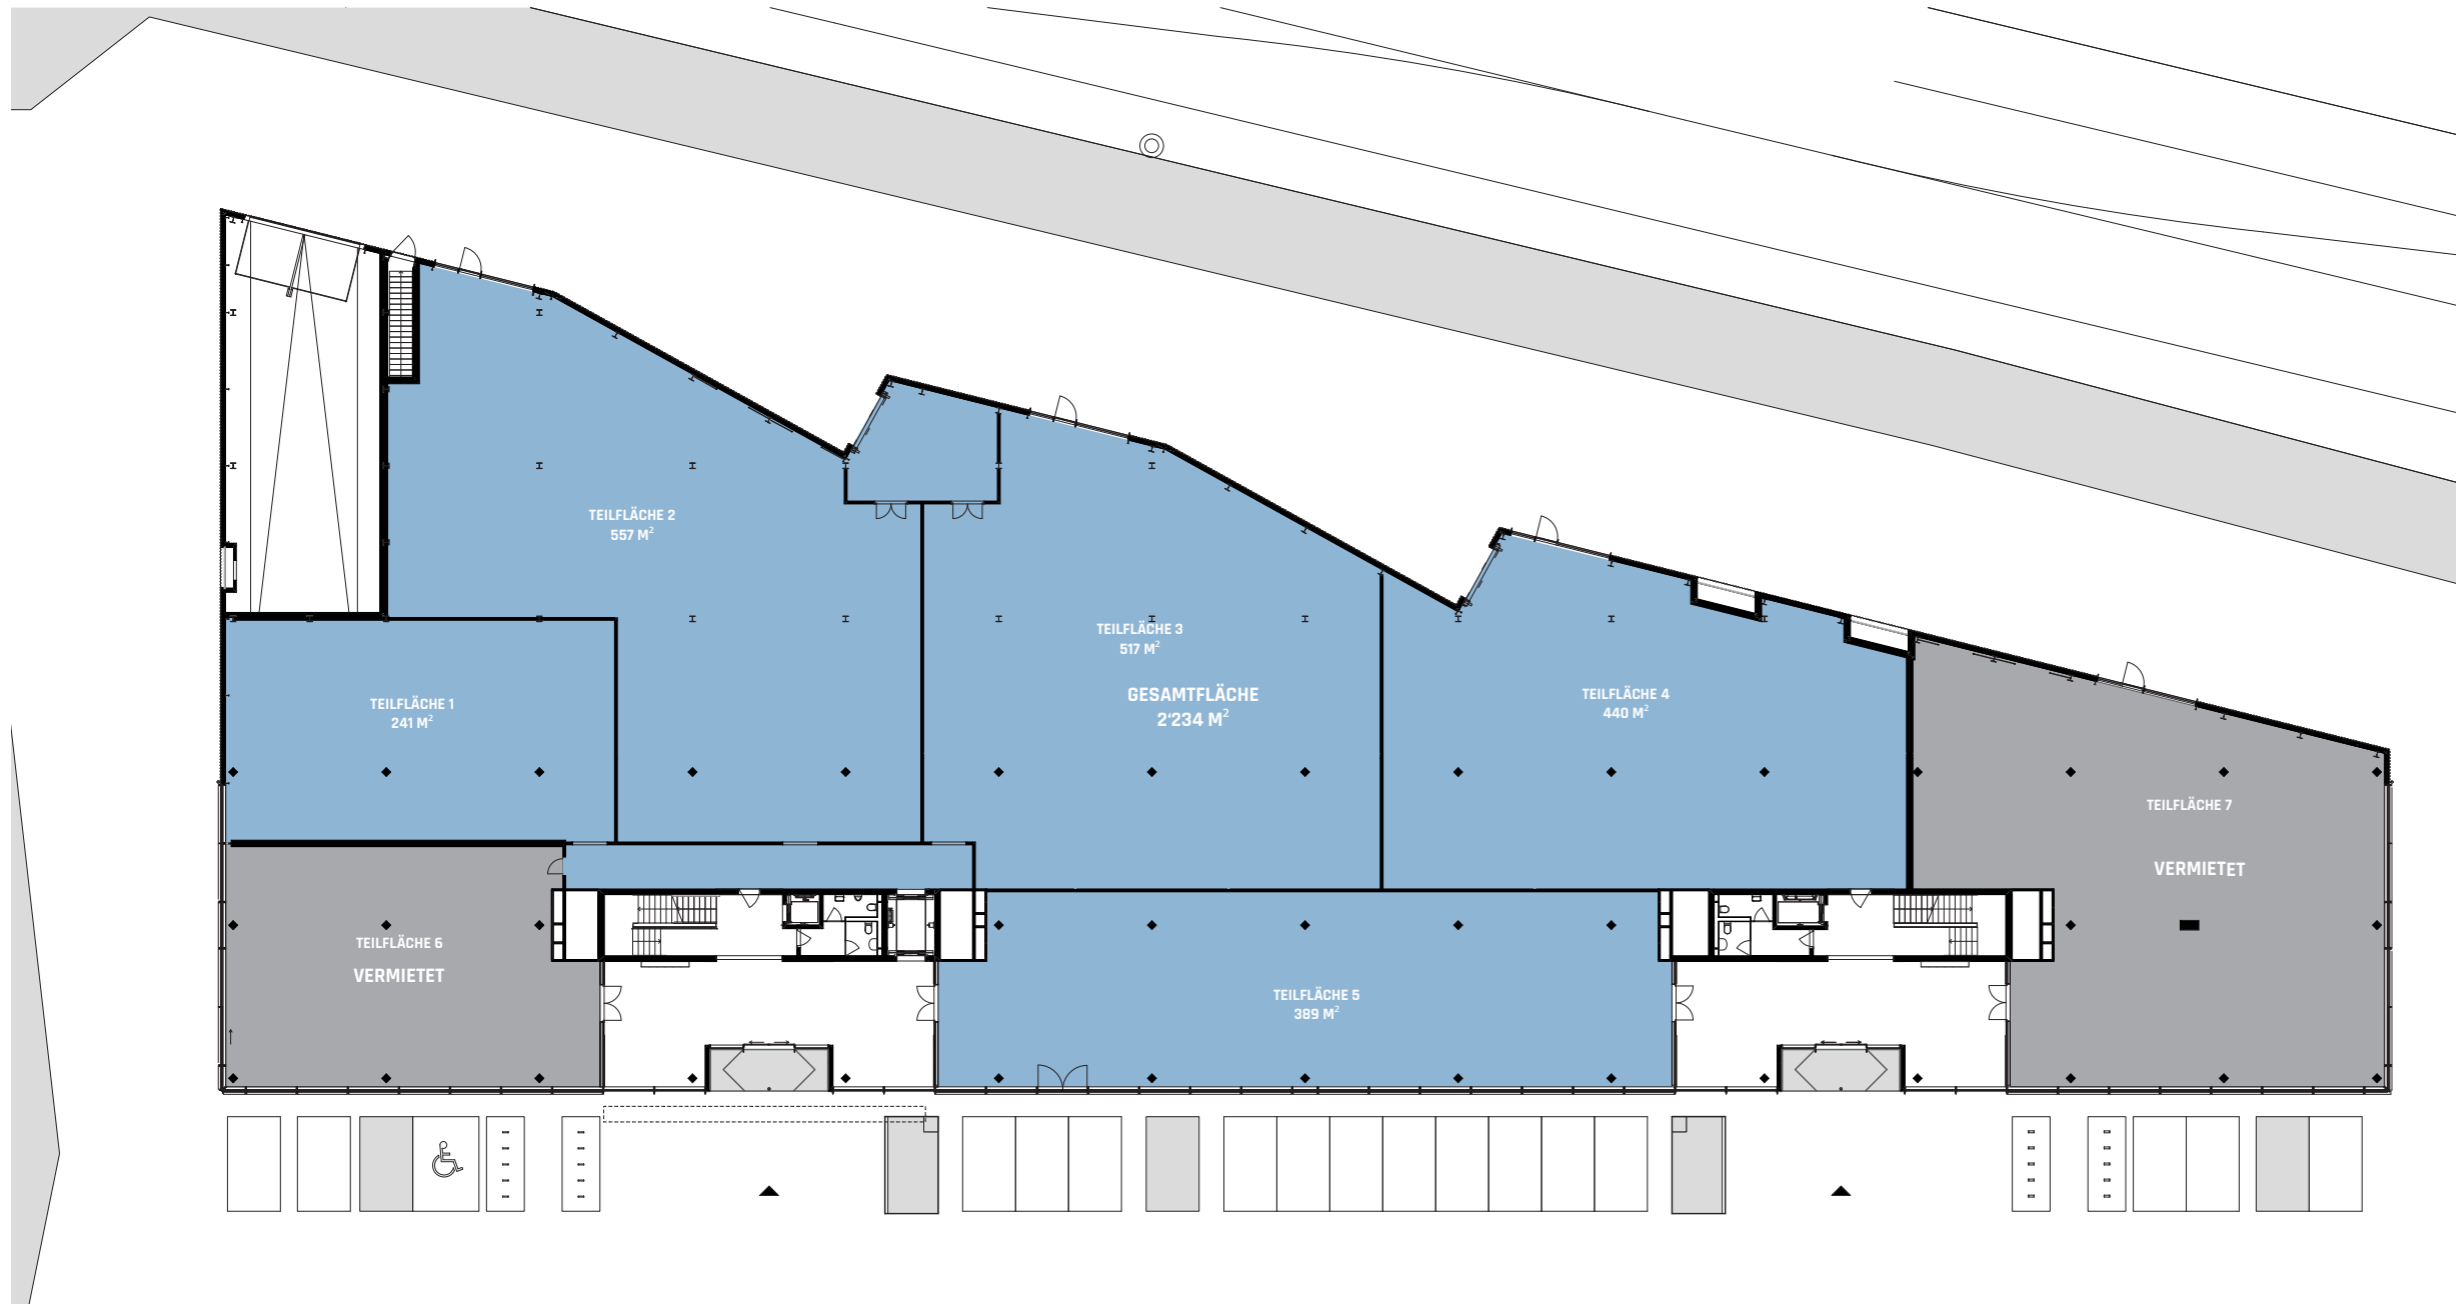 TEILFLÄCHE 2
557 M²
TEILFLÄCHE 3
517 M²
GESAMTFLÄCHE
2'234 M²
TEILFLÄCHE 4
440 M²
TEILFLÄCHE 1
241 M²
TEILFLÄCHE 7
VERMIETET
TEILFLÄCHE 6
VERMIETET
TEILFLÄCHE 5
389 M²